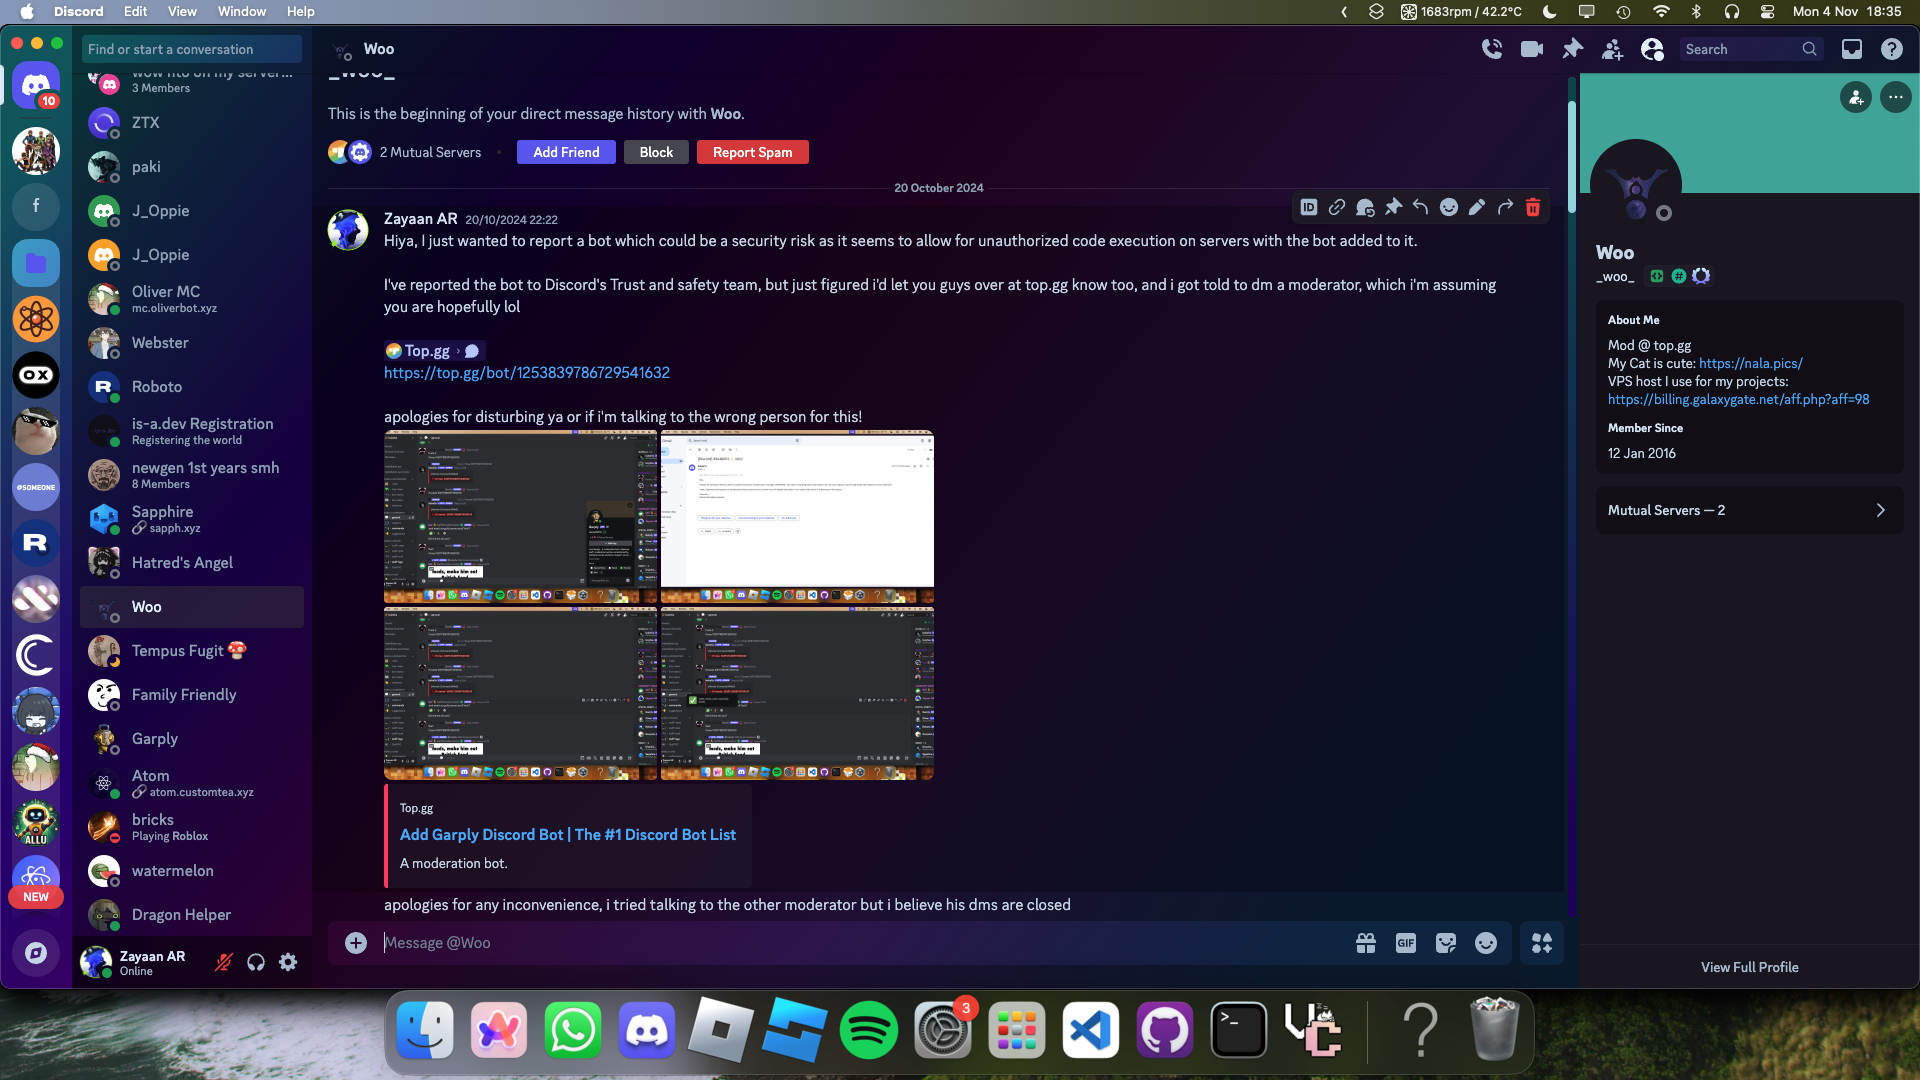 Discord Edit View Window Help
1683rpm / 42.2°C Mon 4 Nov 18:35
Find or start a conversation
Woo
Search
10
3 Members
ZTX
paki
J_Oppie
J_Oppie
Oliver MC
mc.oliverbot.xyz
Webster
Roboto
is-a.dev Registration
Registering the world
newgen 1st years smh
8 Members
Sapphire
sapph.xyz
Hatred's Angel
Woo
Tempus Fugit
Family Friendly
Garply
Atom
atom.customtea.xyz
bricks
Playing Roblox
watermelon
Dragon Helper
f
OX
@SOMEONE
R
ALLU
NEW
Zayaan AR
Online
_woo_
This is the beginning of your direct message history with Woo.
2 Mutual Servers • Add Friend Block Report Spam
20 October 2024
Zayaan AR 20/10/2024 22:22
ID
Hiya, I just wanted to report a bot which could be a security risk as it seems to allow for unauthorized code execution on servers with the bot added to it.
I've reported the bot to Discord's Trust and safety team, but just figured i'd let you guys over at top.gg know too, and i got told to dm a moderator, which i'm assuming
you are hopefully lol
Top.gg ›
https://top.gg/bot/1253839786729541632
apologies for disturbing ya or if i'm talking to the wrong person for this!
Top.gg
Add Garply Discord Bot | The #1 Discord Bot List
A moderation bot.
apologies for any inconvenience, i tried talking to the other moderator but i believe his dms are closed
Message @Woo
GIF
Woo
_woo_
About Me
Mod @ top.gg
My Cat is cute: https://nala.pics/
VPS host I use for my projects:
https://billing.galaxygate.net/aff.php?aff=98
Member Since
12 Jan 2016
Mutual Servers — 2
View Full Profile
3